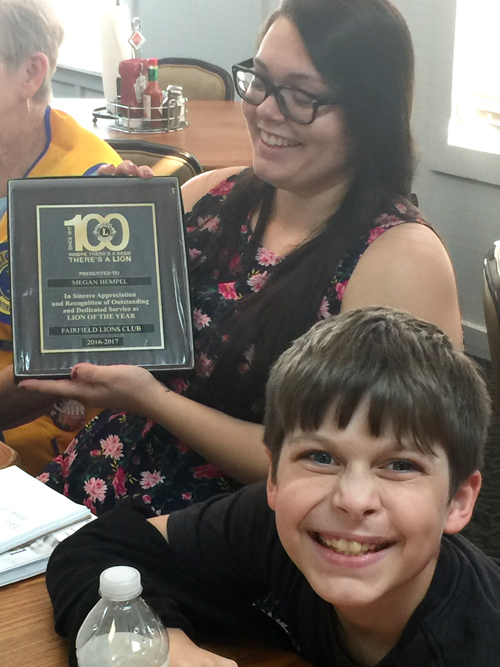 SINCE 1917
100
L
WHERE THERE'S A NEED
THERE'S A LION
PRESENTED TO
MEGAN HEMPEL
In Sincere Appreciation
and Recognition of Outstanding
and Dedicated Service as
LION OF THE YEAR
FAIRFIELD LIONS CLUB
2016-2017